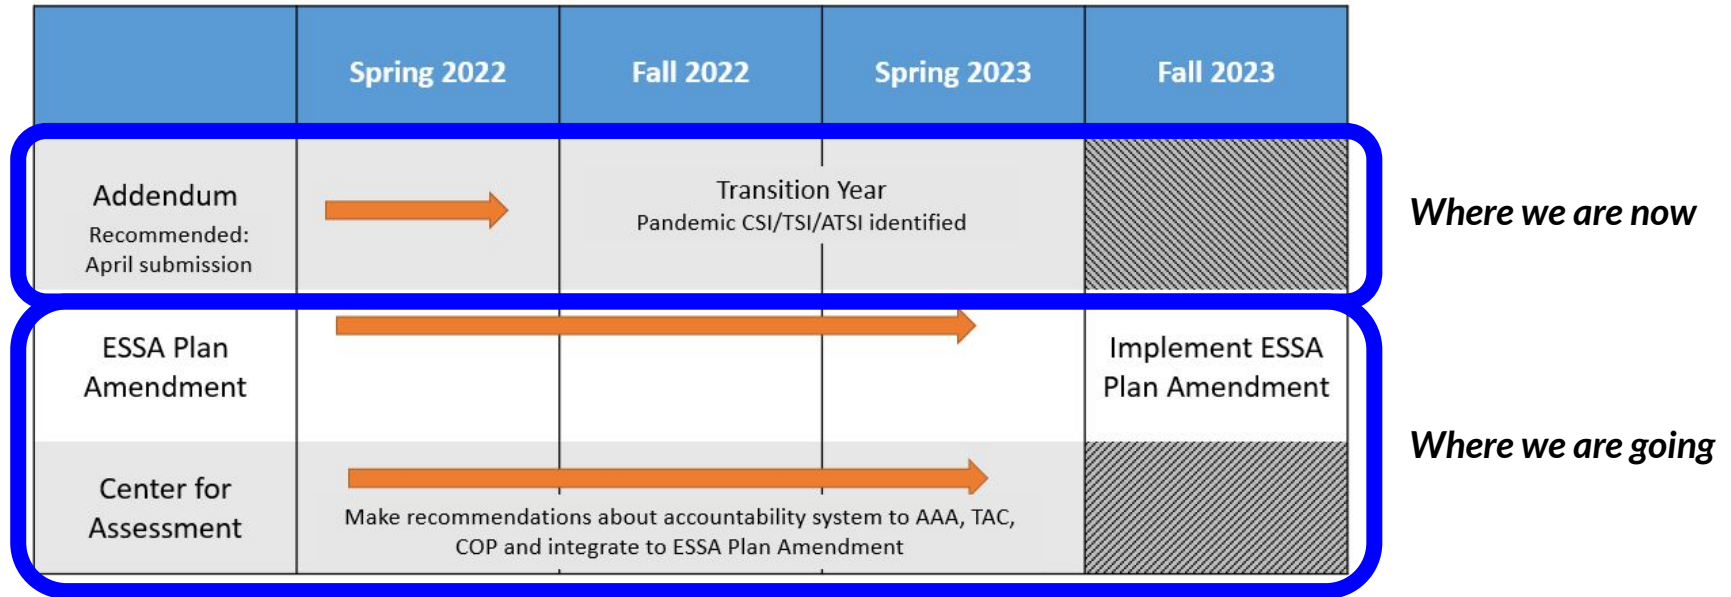 Spring 2022
Fall 2022
Spring 2023
Fall 2023
Addendum
Recommended:
April submission
Transition Year
Pandemic CSI/TSI/ATSI identified
Where we are now
ESSA Plan
Amendment
Implement ESSA
Plan Amendment
Where we are going
Center for
Assessment
Make recommendations about accountability system to AAA, TAC,
COP and integrate to ESSA Plan Amendment